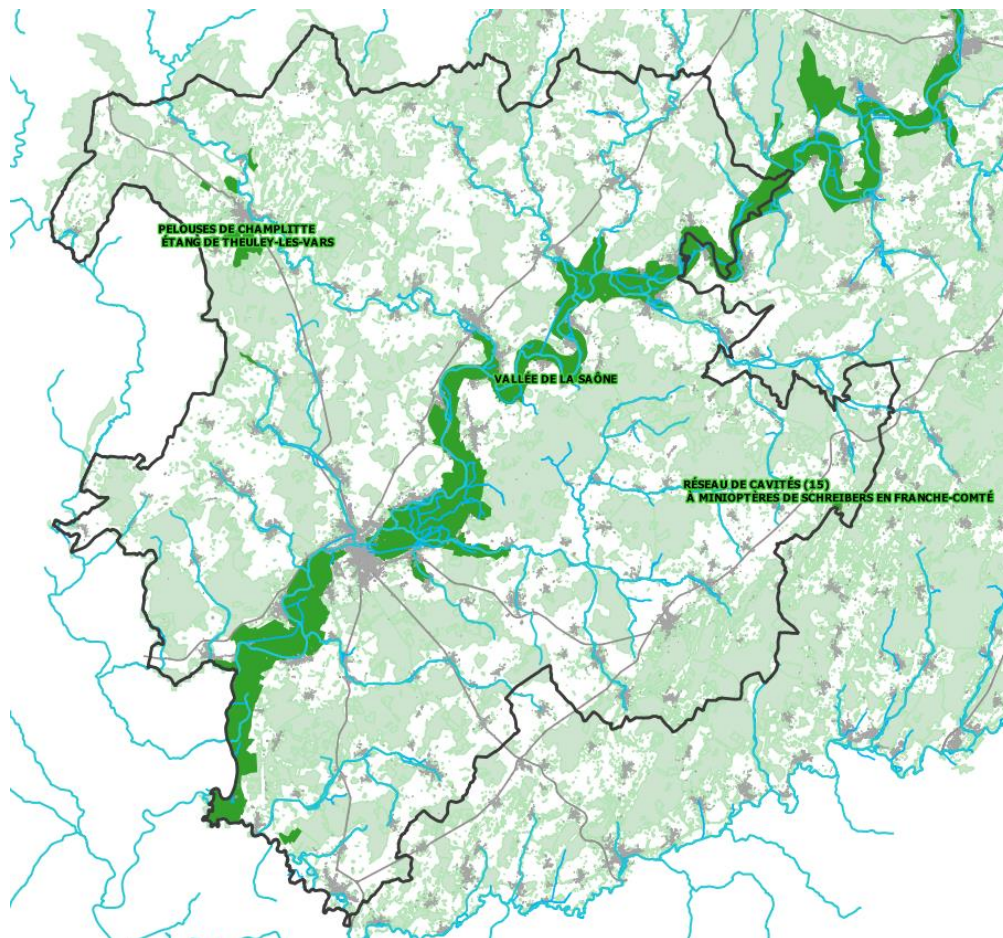 PELOUSES DE CHAMPLITTE
ÉTANG DE THEULEY-LES-VARS
VALLÉE DE LA SAÔNE
RÉSEAU DE CAVITÉS (15)
À MINIOPTÈRES DE SCHREIBERS EN FRANCHE-COMTÉ